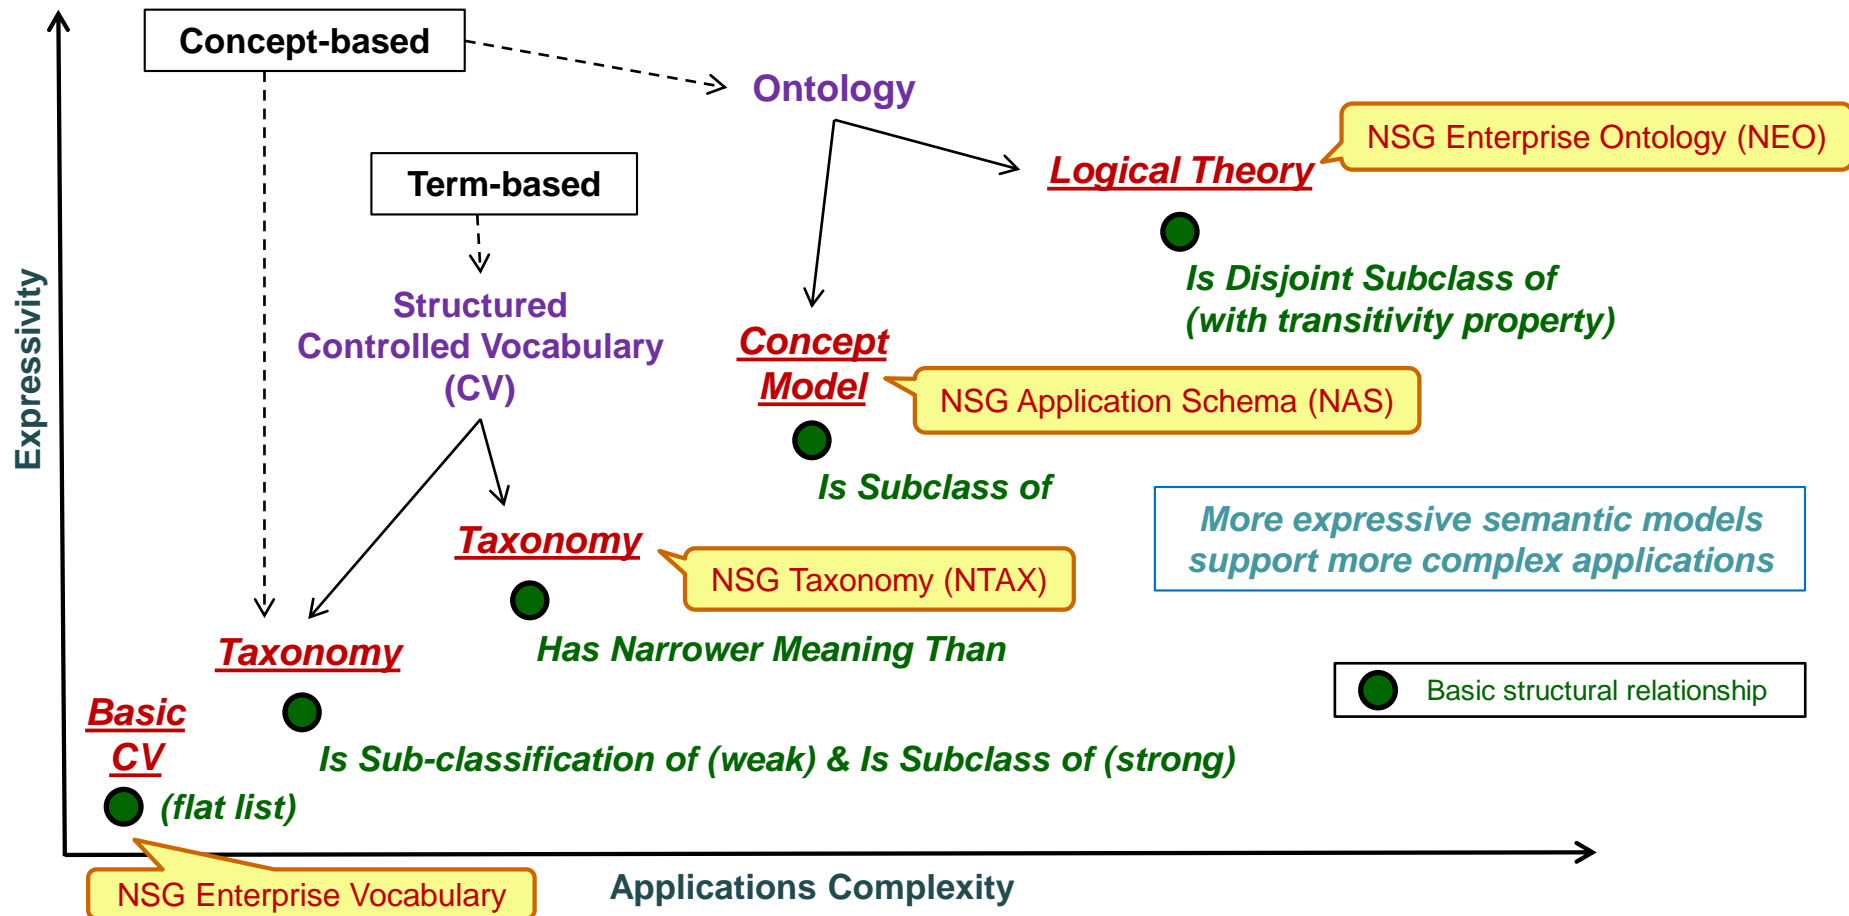 Concept-based
Ontology
NSG Enterprise Ontology (NEO)
Logical Theory
Term-based
Is Disjoint Subclass of
(with transitivity property)
Expressivity
Structured
Controlled Vocabulary
(CV)
Concept
Model
NSG Application Schema (NAS)
Is Subclass of
More expressive semantic models
support more complex applications
Taxonomy
NSG Taxonomy (NTAX)
Has Narrower Meaning Than
Taxonomy
Basic structural relationship
Basic
CV
Is Sub-classification of (weak) & Is Subclass of (strong)
(flat list)
NSG Enterprise Vocabulary
Applications Complexity